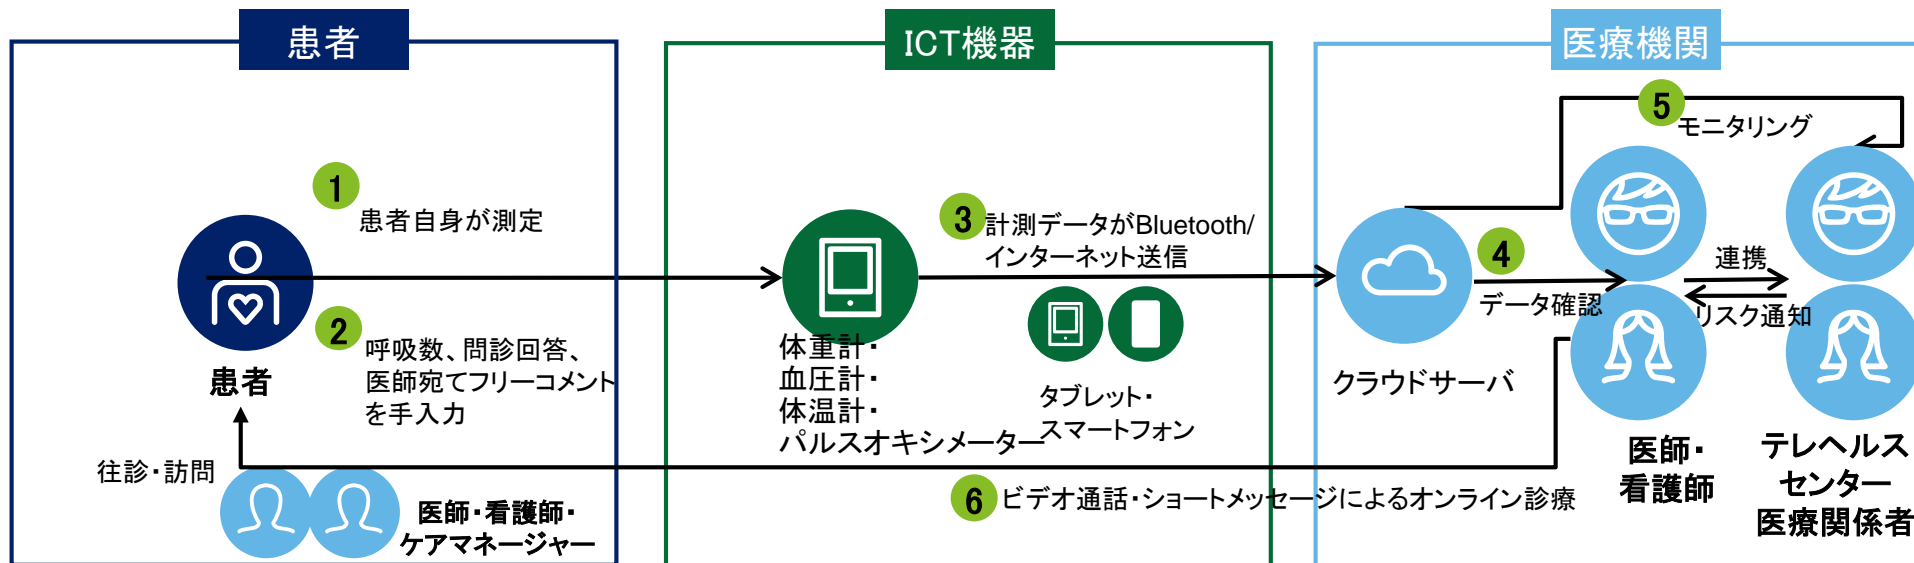 患者
ICT機器
医療機関
1
患者自身が測定
2
呼吸数、問診回答、
医師宛てフリーコメント
を手入力
患者
往診・訪問
医師・看護師・
ケアマネージャー
3
計測データがBluetooth/
インターネット送信
体重計・
血圧計・
体温計・
パルスオキシメーター
タブレット・
スマートフォン
クラウドサーバ
4
データ確認
5
モニタリング
連携
リスク通知
医師・
看護師
テレヘルス
センター
医療関係者
6
ビデオ通話・ショートメッセージによるオンライン診療